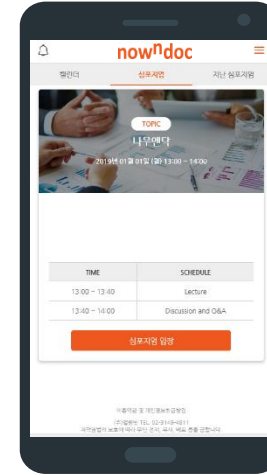 nowndoc
캘린더 심포지엄 지난 심포지엄
TOPIC
나우앤닥
2019년 01월 01일 (월) 13:00 ~ 14:00
TIME SCHEDULE
13:00 ~ 13:40 Lecture
13:40 ~ 14:00 Discussion and Q&A
심포지엄 입장